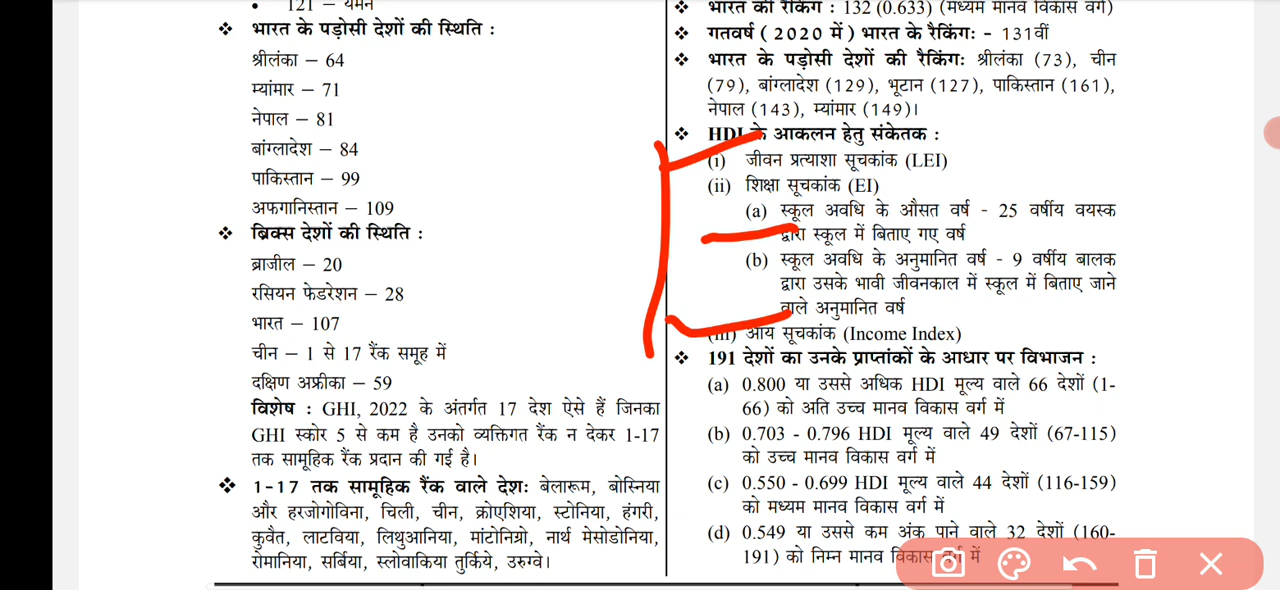 121 – यमन
❖ भारत के पड़ोसी देशों की स्थिति :
श्रीलंका – 64
म्यांमार – 71
नेपाल – 81
बांग्लादेश – 84
पाकिस्तान – 99
अफगानिस्तान – 109
❖ ब्रिक्स देशों की स्थिति :
ब्राजील – 20
रसियन फेडरेशन – 28
भारत – 107
चीन – 1 से 17 रैंक समूह में
दक्षिण अफ्रीका – 59
विशेष : GHI, 2022 के अंतर्गत 17 देश ऐसे हैं जिनका
GHI स्कोर 5 से कम है उनको व्यक्तिगत रैंक न देकर 1-17
तक सामूहिक रैंक प्रदान की गई है।
❖ 1-17 तक सामूहिक रैंक वाले देश: बेलारूम, बोस्निया
और हरजोगोविना, चिली, चीन, क्रोएशिया, स्टोनिया, हंगरी,
कुवैत, लाटविया, लिथुआनिया, मांटोनिग्रो, नार्थ मेसोडोनिया,
रोमानिया, सर्बिया, स्लोवाकिया तुर्किये, उरुग्वे।
❖ भारत की रैंकिंग : 132 (0.633) (मध्यम मानव विकास वर्ग)
❖ गतवर्ष (2020 में) भारत के रैकिंग: - 131वीं
❖ भारत के पड़ोसी देशों की रैकिंग: श्रीलंका (73), चीन
(79), बांग्लादेश (129), भूटान (127), पाकिस्तान (161),
नेपाल (143), म्यांमार (149)।
❖ HDI के आकलन हेतु संकेतक :
(i) जीवन प्रत्याशा सूचकांक (LEI)
(ii) शिक्षा सूचकांक (EI)
(a) स्कूल अवधि के औसत वर्ष - 25 वर्षीय वयस्क
द्वारा स्कूल में बिताए गए वर्ष
(b) स्कूल अवधि के अनुमानित वर्ष - 9 वर्षीय बालक
द्वारा उसके भावी जीवनकाल में स्कूल में बिताए जाने
वाले अनुमानित वर्ष
(iii) आय सूचकांक (Income Index)
❖ 191 देशों का उनके प्राप्तांकों के आधार पर विभाजन :
(a) 0.800 या उससे अधिक HDI मूल्य वाले 66 देशों (1-
66) को अति उच्च मानव विकास वर्ग में
(b) 0.703 - 0.796 HDI मूल्य वाले 49 देशों (67-115)
को उच्च मानव विकास वर्ग में
(c) 0.550 - 0.699 HDI मूल्य वाले 44 देशों (116-159)
को मध्यम मानव विकास वर्ग में
(d) 0.549 या उससे कम अंक पाने वाले 32 देशों (160-
191) को निम्न मानव विकास वर्ग में